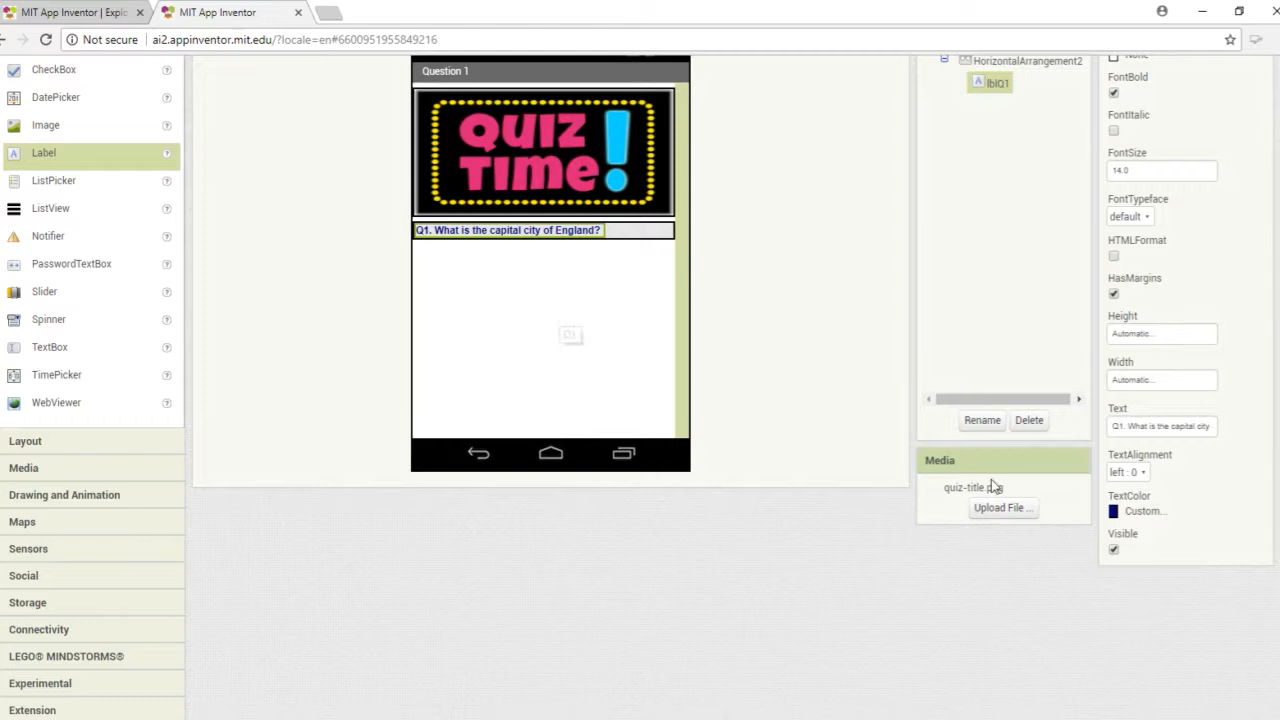 MIT App Inventor | Explo
MIT App Inventor
Not secure
ai2.appinventor.mit.edu/?locale=en#6600951955849216
CheckBox
DatePicker
Image
Label
ListPicker
ListView
Notifier
PasswordTextBox
Slider
Spinner
TextBox
TimePicker
WebViewer
Layout
Media
Drawing and Animation
Maps
Sensors
Social
Storage
Connectivity
LEGO® MINDSTORMS®
Experimental
Extension
Question 1
QUIZ
TIME!
Q1. What is the capital city of England?
HorizontalArrangement2
lblQ1
Rename
Delete
Media
quiz-title.png
Upload File ...
None
FontBold
FontItalic
FontSize
14.0
FontTypeface
default
HTMLFormat
HasMargins
Height
Automatic...
Width
Automatic...
Text
Q1. What is the capital city
TextAlignment
left : 0
TextColor
Custom...
Visible